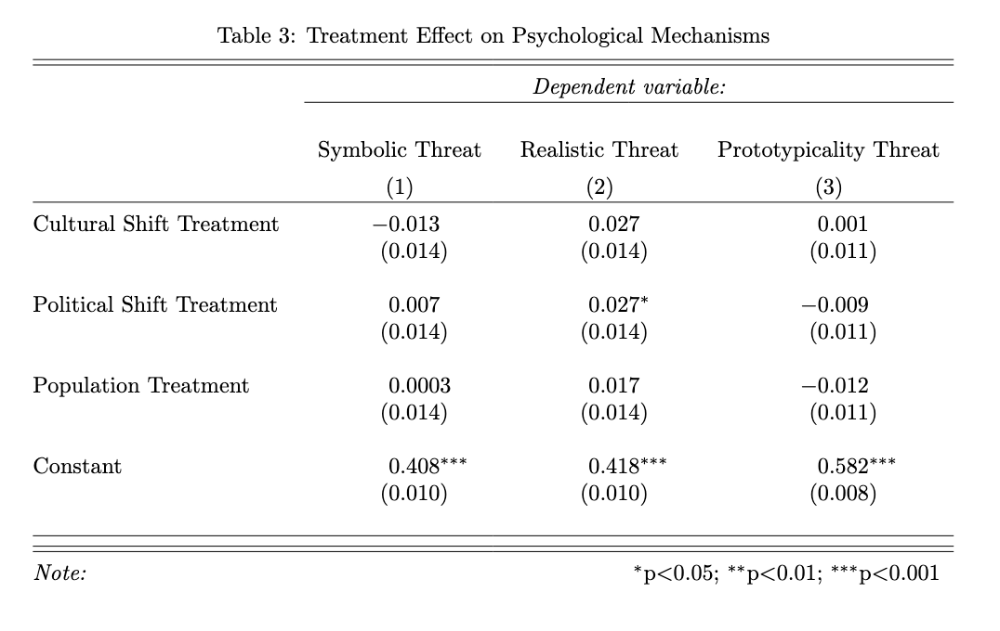 Table 3: Treatment Effect on Psychological Mechanisms
Dependent variable:
Symbolic Threat Realistic Threat Prototypicality Threat
(1) (2) (3)
Cultural Shift Treatment −0.013 0.027 0.001
(0.014) (0.014) (0.011)
Political Shift Treatment 0.007 0.027* −0.009
(0.014) (0.014) (0.011)
Population Treatment 0.0003 0.017 −0.012
(0.014) (0.014) (0.011)
Constant 0.408*** 0.418*** 0.582***
(0.010) (0.010) (0.008)
Note: *p<0.05; **p<0.01; ***p<0.001